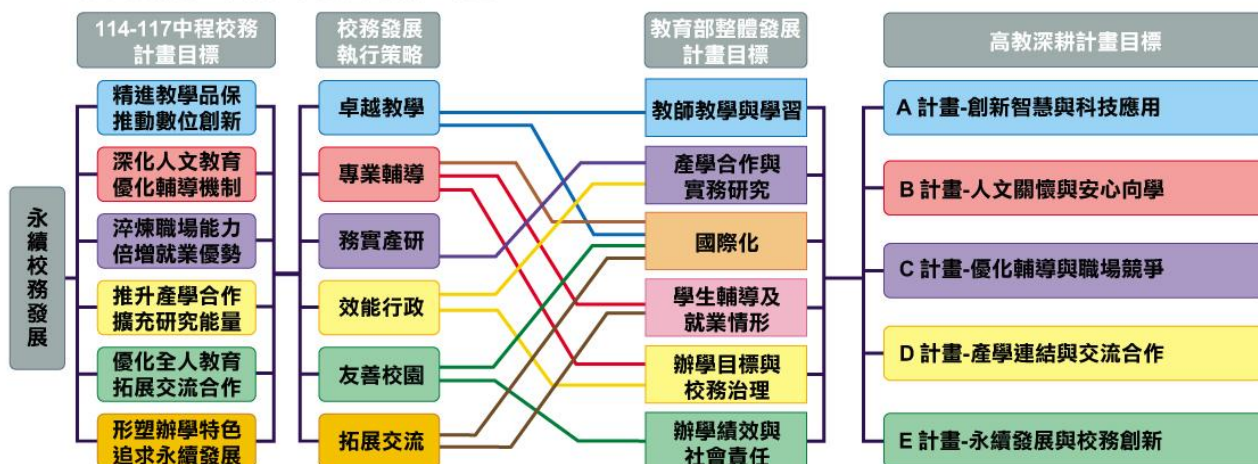 114-117中程校務
計畫目標
校務發展
執行策略
教育部整體發展
計畫目標
高教深耕計畫目標
永續校務發展
精進教學品保
推動數位創新
深化人文教育
優化輔導機制
淬煉職場能力
倍增就業優勢
推升產學合作
擴充研究能量
優化全人教育
拓展交流合作
形塑辦學特色
追求永續發展
卓越教學
專業輔導
務實產研
效能行政
友善校園
拓展交流
教師教學與學習
產學合作與
實務研究
國際化
學生輔導及
就業情形
辦學目標與
校務治理
辦學績效與
社會責任
A 計畫-創新智慧與科技應用
B 計畫-人文關懷與安心向學
C 計畫-優化輔導與職場競爭
D 計畫-產學連結與交流合作
E 計畫-永續發展與校務創新